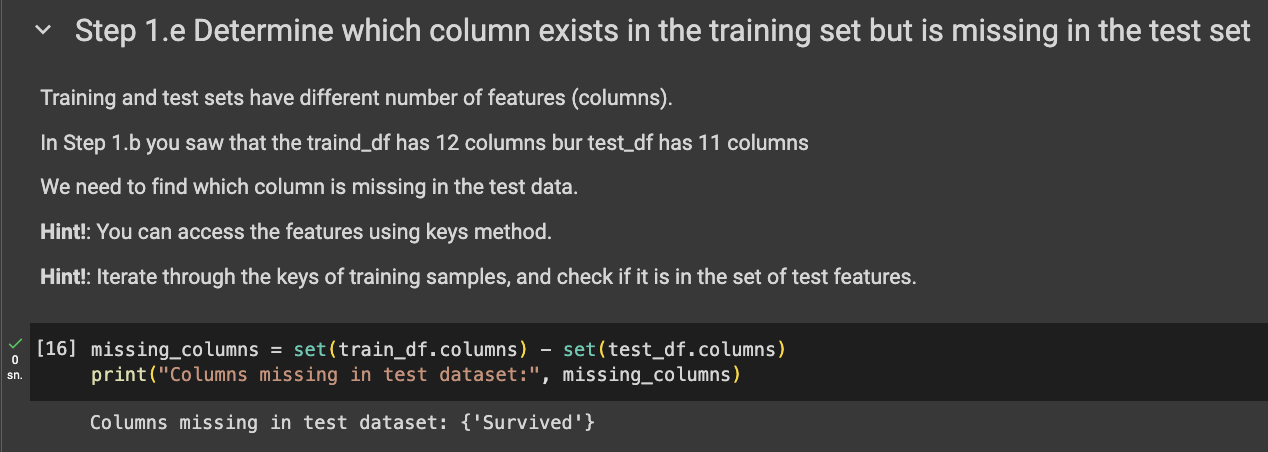 Step 1.e Determine which column exists in the training set but is missing in the test set
Training and test sets have different number of features (columns).
In Step 1.b you saw that the traind_df has 12 columns bur test_df has 11 columns
We need to find which column is missing in the test data.
Hint!: You can access the features using keys method.
Hint!: Iterate through the keys of training samples, and check if it is in the set of test features.
0
sn.
[16] missing_columns = set(train_df.columns) - set(test_df.columns)
print("Columns missing in test dataset:", missing_columns)
Columns missing in test dataset: {'Survived'}